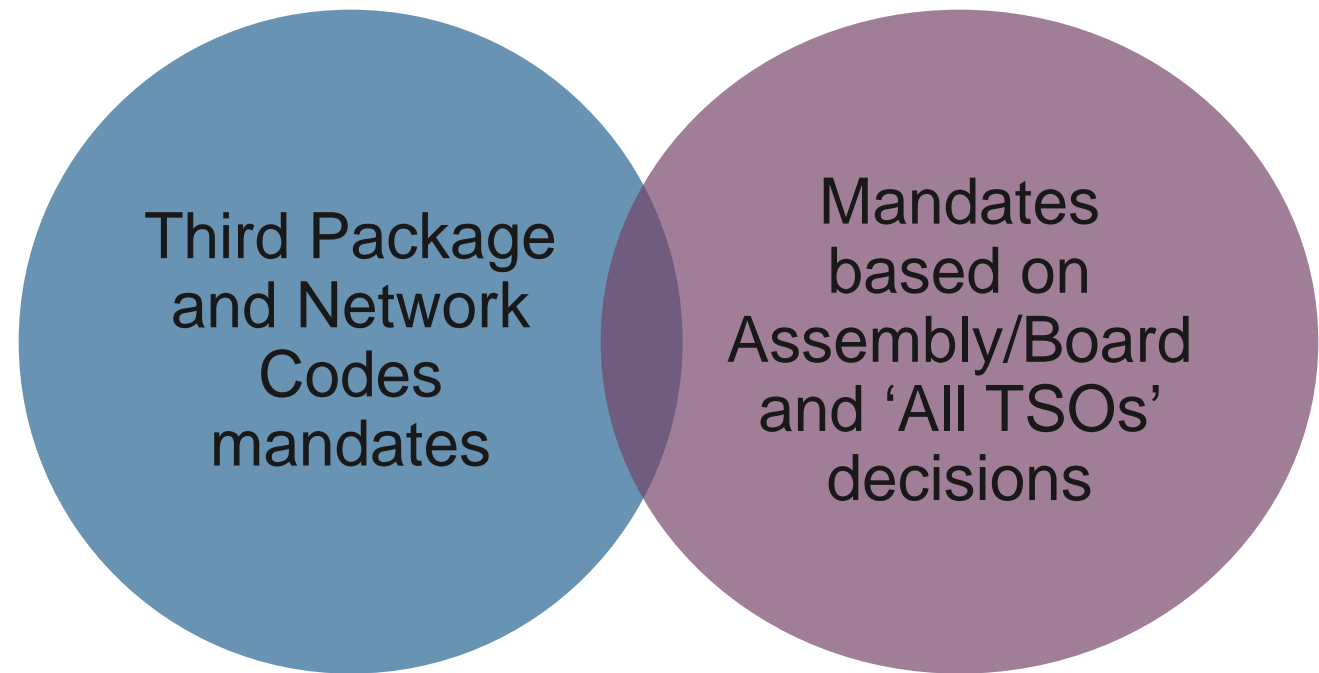 Third Package
and Network
Codes
mandates
Mandates
based on
Assembly/Board
and ‘All TSOs’
decisions